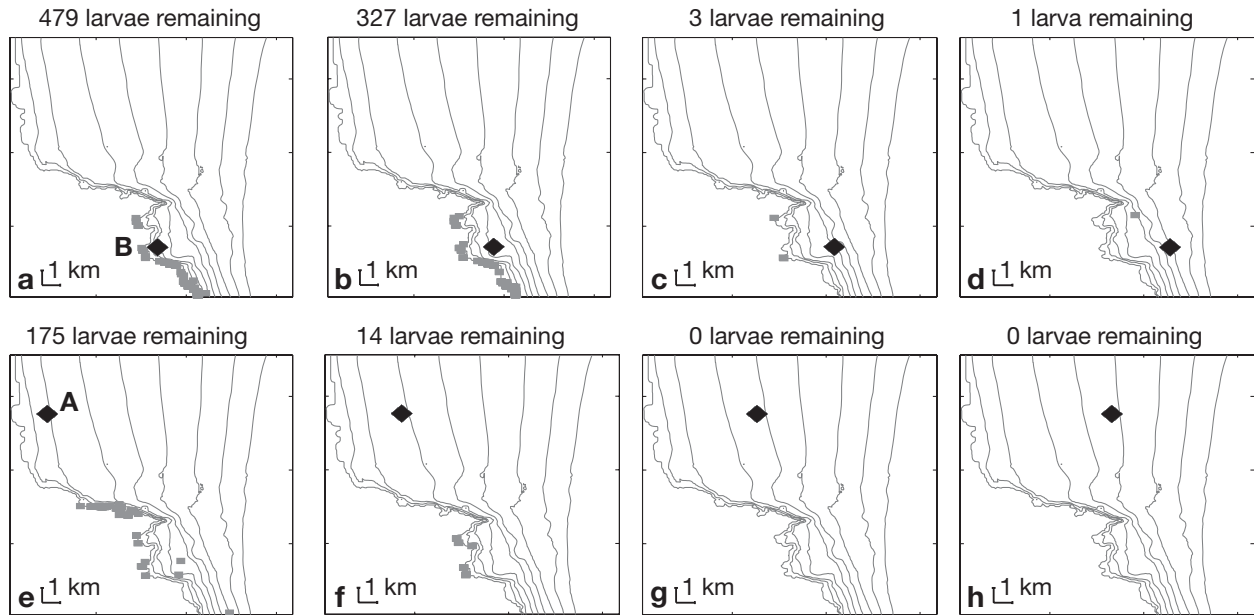 479 larvae remaining
327 larvae remaining
3 larvae remaining
1 larva remaining
B
a 1 km
b 1 km
c 1 km
d 1 km
175 larvae remaining
14 larvae remaining
0 larvae remaining
0 larvae remaining
A
e 1 km
f 1 km
g 1 km
h 1 km